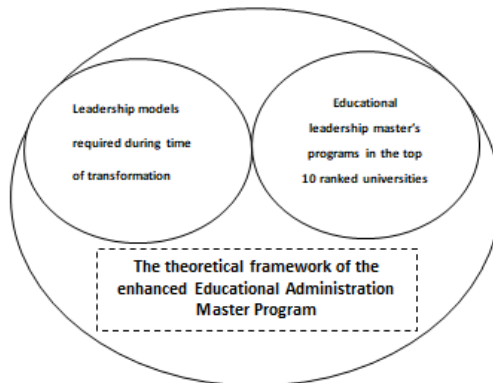 Leadership models
required during time
of transformation
Educational
leadership master's
programs in the top
10 ranked universities
The theoretical framework of the
enhanced Educational Administration
Master Program